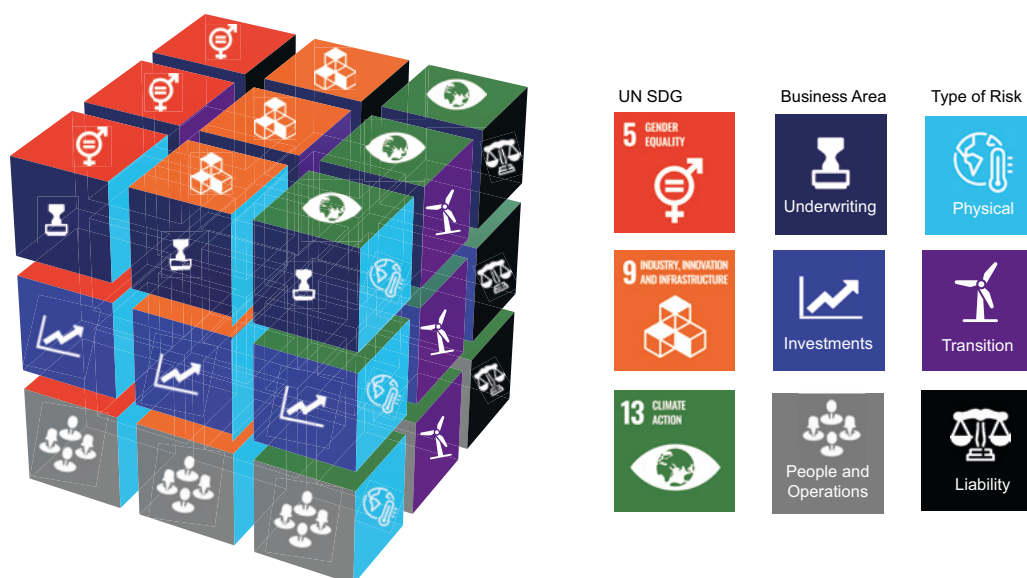 UN SDG
Business Area
Type of Risk
5 GENDER
EQUALITY
Underwriting
Physical
9 INDUSTRY, INNOVATION
AND INFRASTRUCTURE
Investments
Transition
13 CLIMATE
ACTION
People and
Operations
Liability